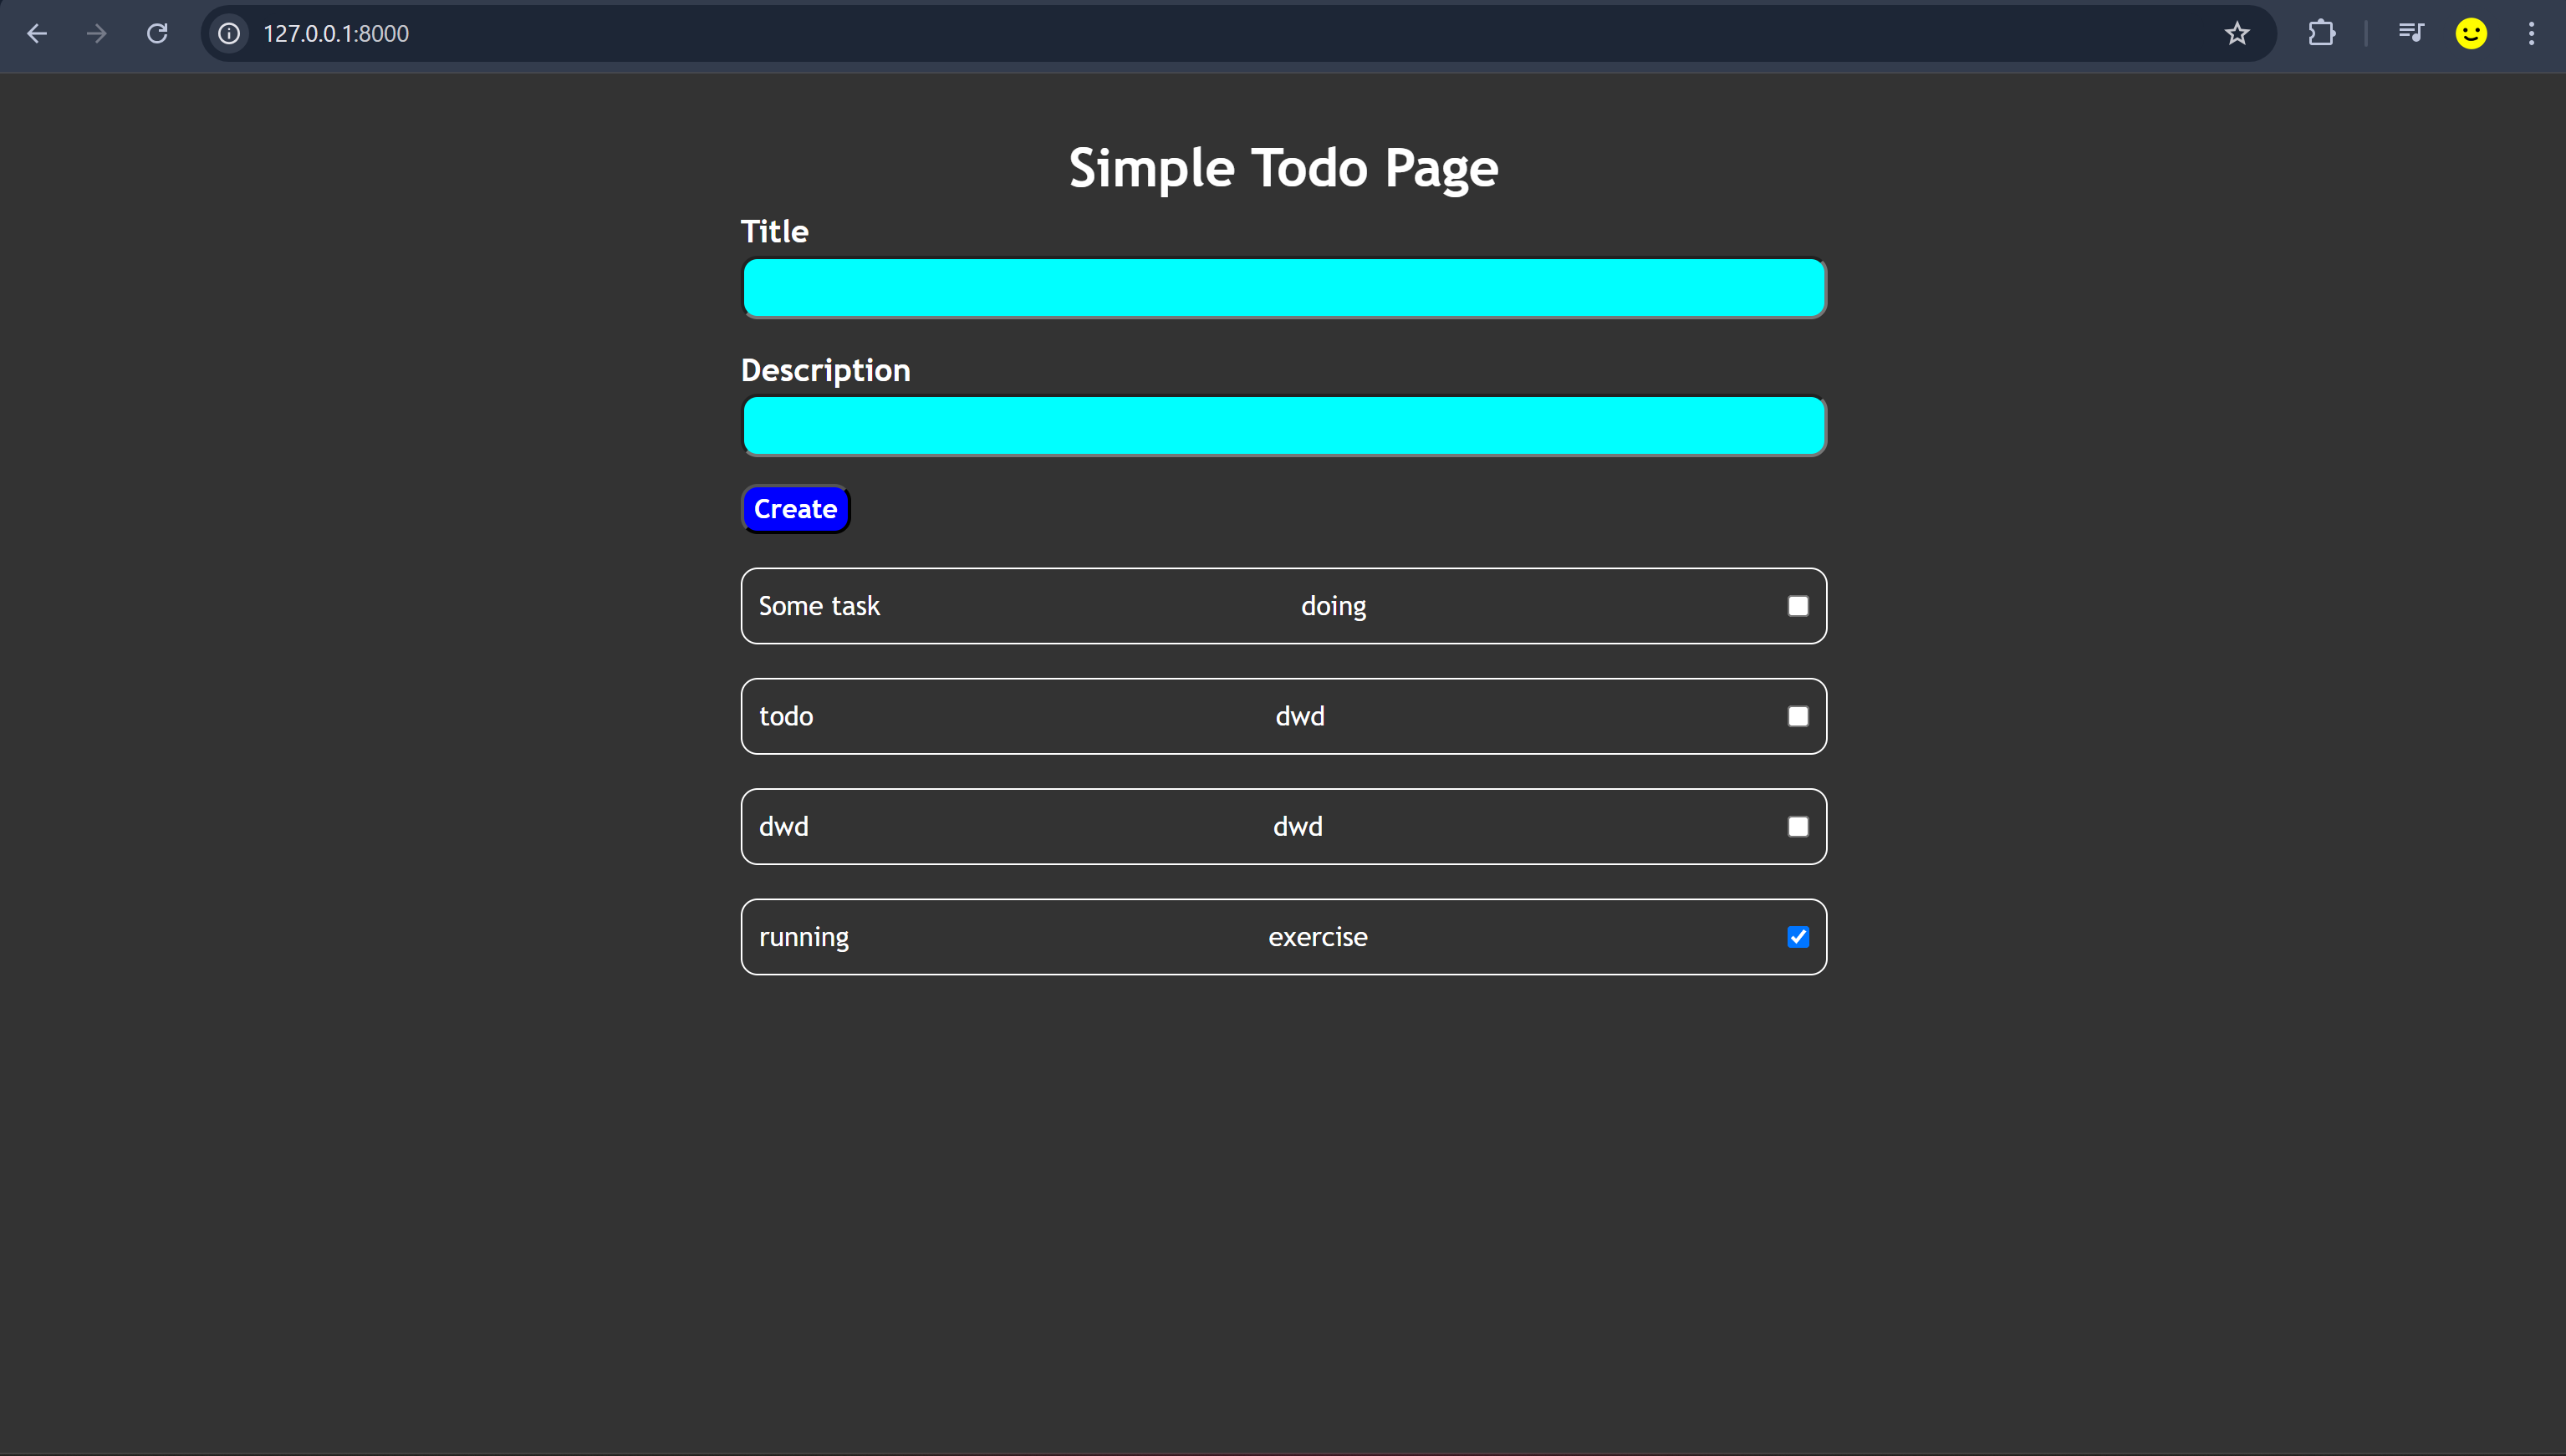 127.0.0.1:8000
Simple Todo Page
Title
Description
Create
Some task doing
todo dwd
dwd dwd
running exercise